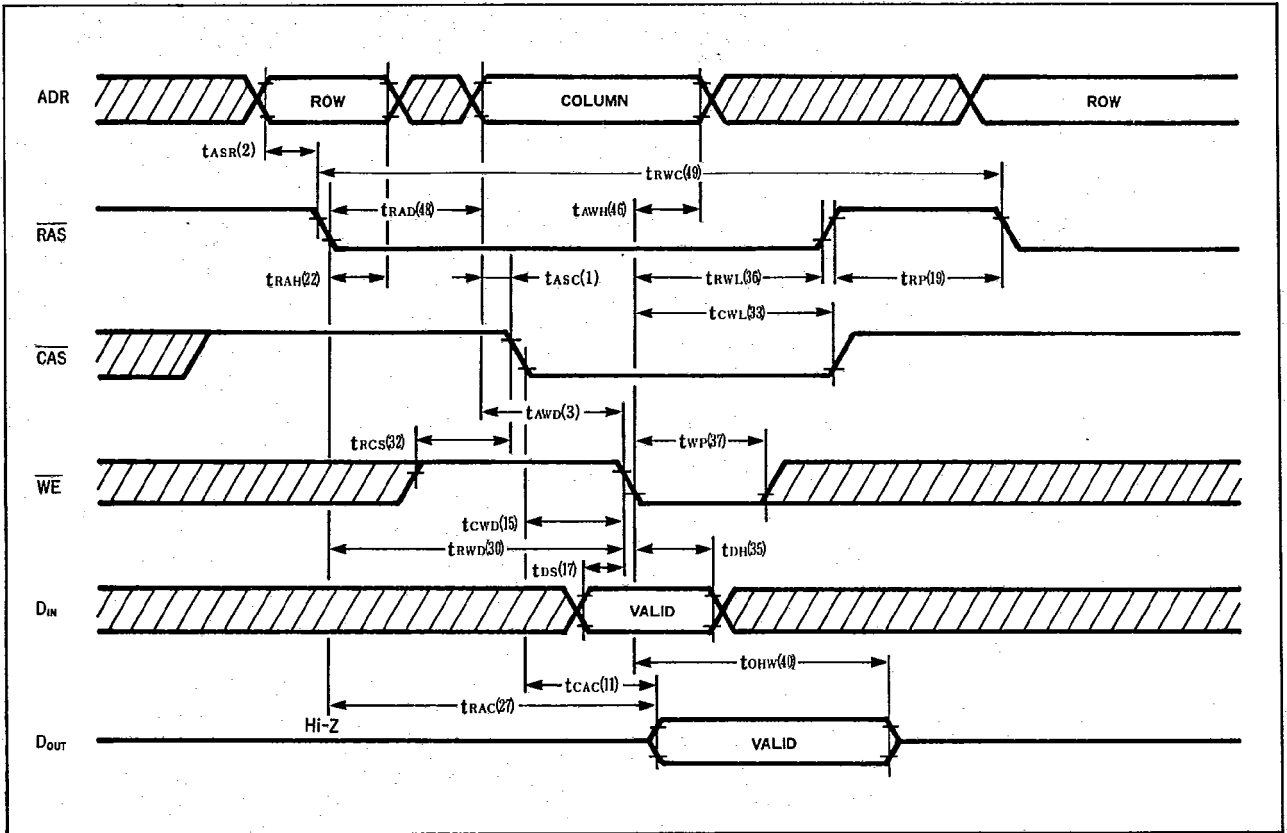 ADR
ROW
COLUMN
ROW
tASR(2)
tRWC(49)
tRAD(48)
tAWH(46)
RAS
tRAH(22)
tASC(1)
tRWL(36)
tRP(19)
tCWL(33)
CAS
tAWD(3)
tRCS(32)
tWP(37)
WE
tCWD(15)
tRWD(30)
tDH(35)
tDS(17)
DIN
VALID
tOHW(40)
tCAC(11)
tRAC(27)
Hi-Z
DOUT
VALID